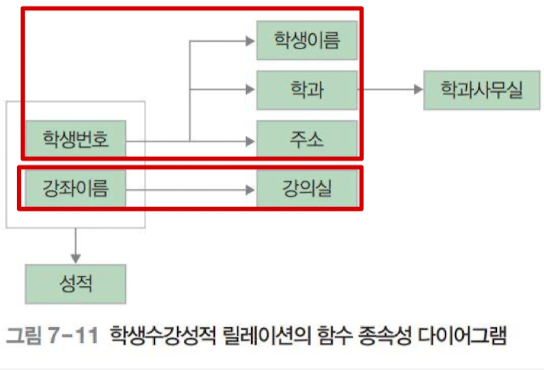 학생이름
학과
학과사무실
학생번호
주소
강좌이름
강의실
성적
그림 7-11 학생수강성적 릴레이션의 함수 종속성 다이어그램